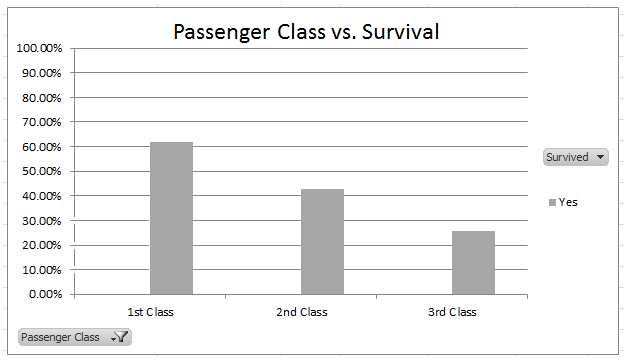 Passenger Class vs. Survival
100.00%
90.00%
80.00%
70.00%
60.00%
50.00%
40.00%
30.00%
20.00%
10.00%
0.00%
1st Class 2nd Class 3rd Class
Survived
Yes
Passenger Class